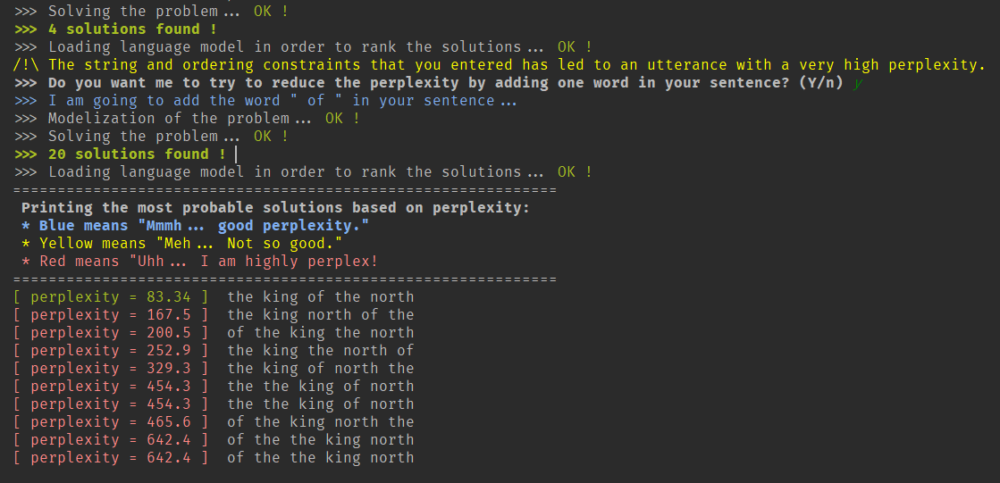 >>> Solving the problem... OK !
>>> 4 solutions found !
>>> Loading language model in order to rank the solutions... OK !
/!\ The string and ordering constraints that you entered has led to an utterance with a very high perplexity.
>>> Do you want me to try to reduce the perplexity by adding one word in your sentence? (Y/n) y
>>> I am going to add the word " of " in your sentence...
>>> Modelization of the problem... OK !
>>> Solving the problem... OK !
>>> 20 solutions found !
>>> Loading language model in order to rank the solutions... OK !
=============================================================
Printing the most probable solutions based on perplexity:
* Blue means "Mmmh... good perplexity."
* Yellow means "Meh... Not so good."
* Red means "Uhh... I am highly perplex!
=============================================================
[ perplexity = 83.34 ]  the king of the north
[ perplexity = 167.5 ]  the king north of the
[ perplexity = 200.5 ]  of the king the north
[ perplexity = 252.9 ]  the king the north of
[ perplexity = 329.3 ]  the king of north the
[ perplexity = 454.3 ]  the the king of north
[ perplexity = 454.3 ]  the the king of north
[ perplexity = 465.6 ]  of the king north the
[ perplexity = 642.4 ]  of the the king north
[ perplexity = 642.4 ]  of the the king north